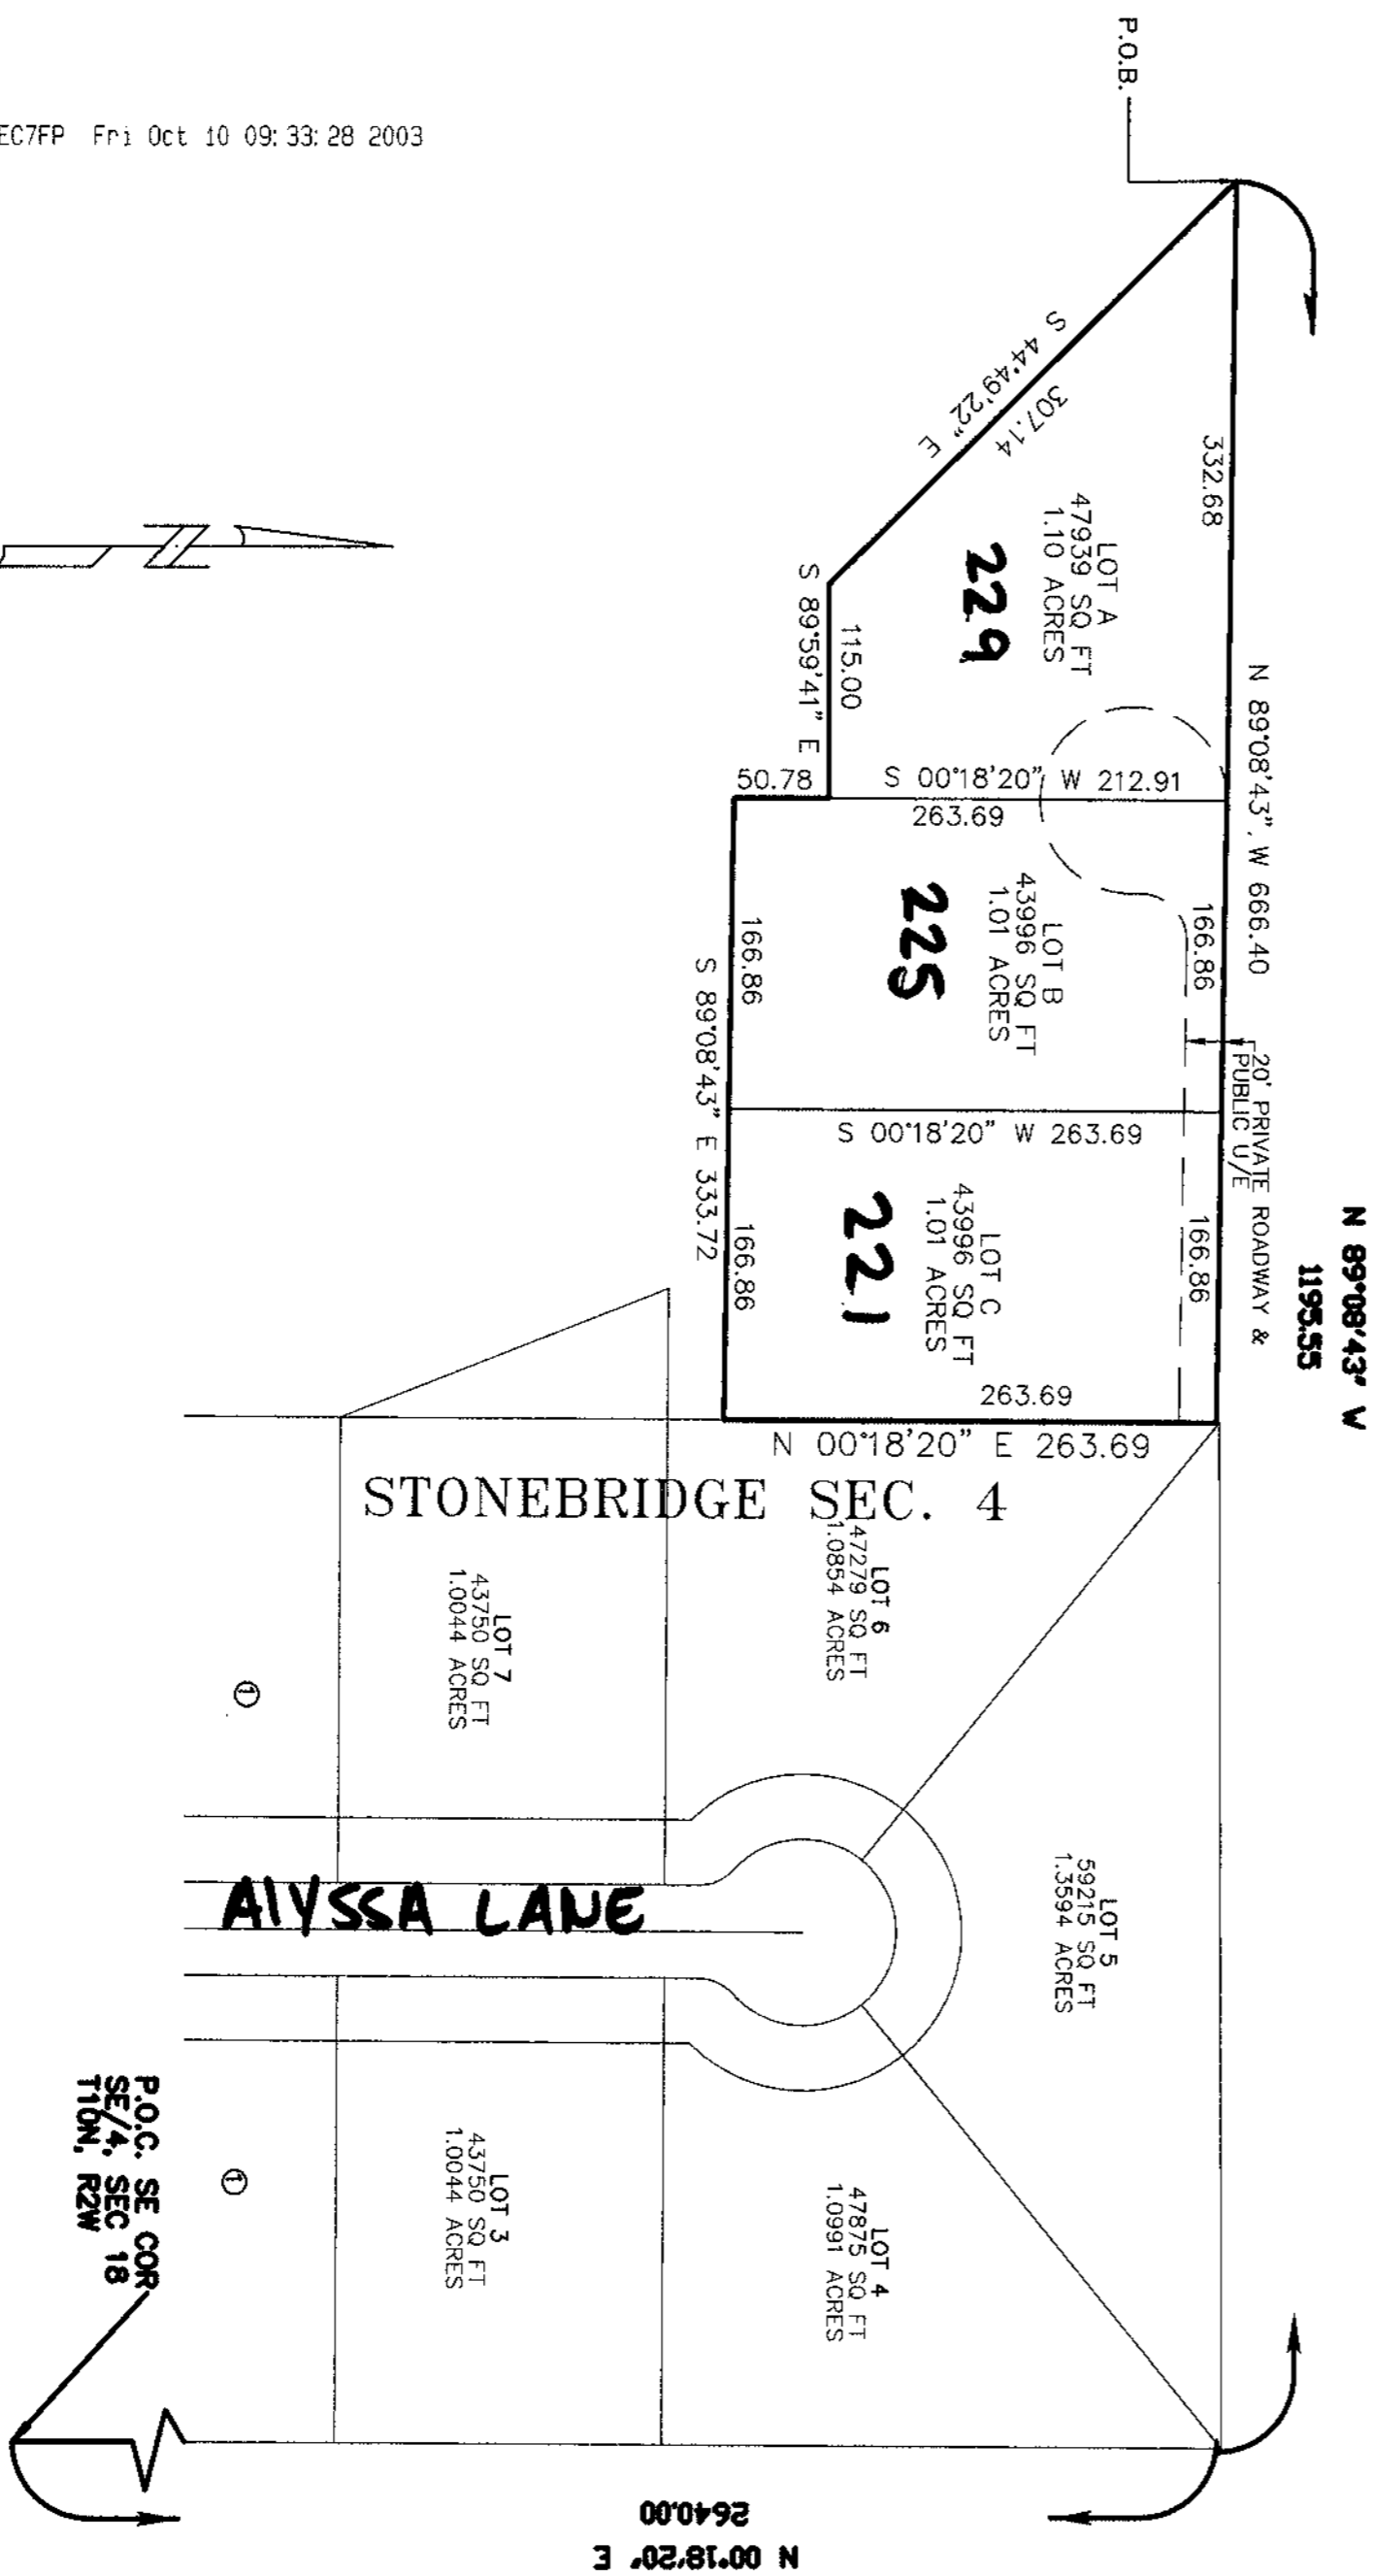 EC7FP  Fri Oct 10 09:33:28 2003
P.O.B.
N 89°08'43" W
1195.55
N 89°08'43" W 666.40
332.68
166.86
166.86
20' PRIVATE ROADWAY &
PUBLIC U/E
S 44°49'22" E
307.14
LOT A
47939 SQ FT
1.10 ACRES
229
115.00
S 89°59'41" E
50.78
S 00°18'20" W 212.91
263.69
LOT B
43996 SQ FT
1.01 ACRES
225
166.86
S 89°08'43" E 333.72
S 00°18'20" W 263.69
LOT C
43996 SQ FT
1.01 ACRES
221
166.86
263.69
N 00°18'20" E 263.69
STONEBRIDGE SEC. 4
LOT 6
47279 SQ FT
1.0854 ACRES
LOT 7
43750 SQ FT
1.0044 ACRES
1
LOT 5
59215 SQ FT
1.3594 ACRES
AlYSSA LANE
LOT 4
47875 SQ FT
1.0991 ACRES
LOT 3
43750 SQ FT
1.0044 ACRES
1
P.O.C. SE COR
SE/4, SEC 18
T10N, R2W
2640.00
N 00°18'20" E
N